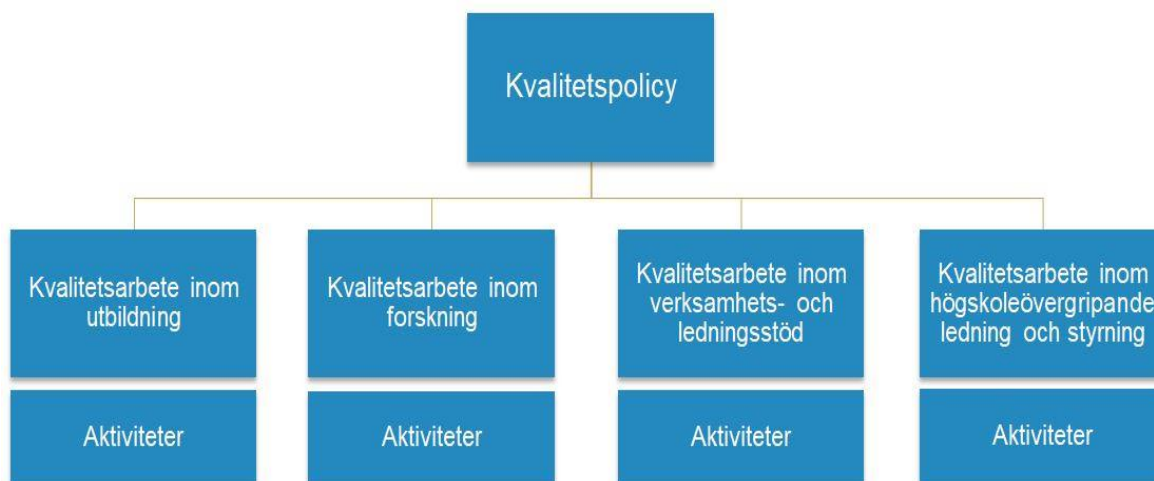 Kvalitetspolicy
Kvalitetsarbete inom
utbildning
Kvalitetsarbete inom
forskning
Kvalitetsarbete inom
verksamhets- och
ledningsstöd
Kvalitetsarbete inom
högskoleövergripande
ledning och styrning
Aktiviteter
Aktiviteter
Aktiviteter
Aktiviteter